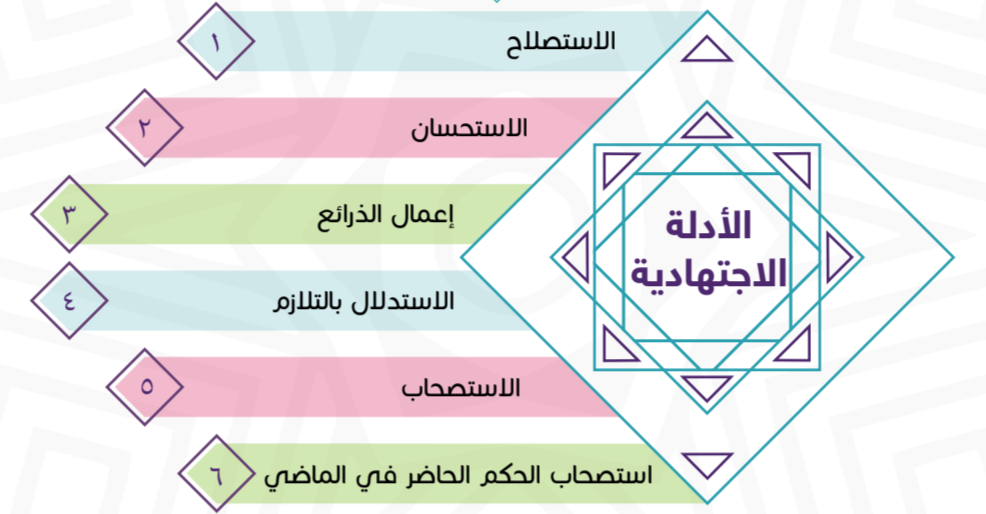 الأدلة
الاجتهادية
١ الاستصلاح
٢ الاستحسان
٣ إعمال الذرائع
٤ الاستدلال بالتلازم
٥ الاستصحاب
٦ استصحاب الحكم الحاضر في الماضي